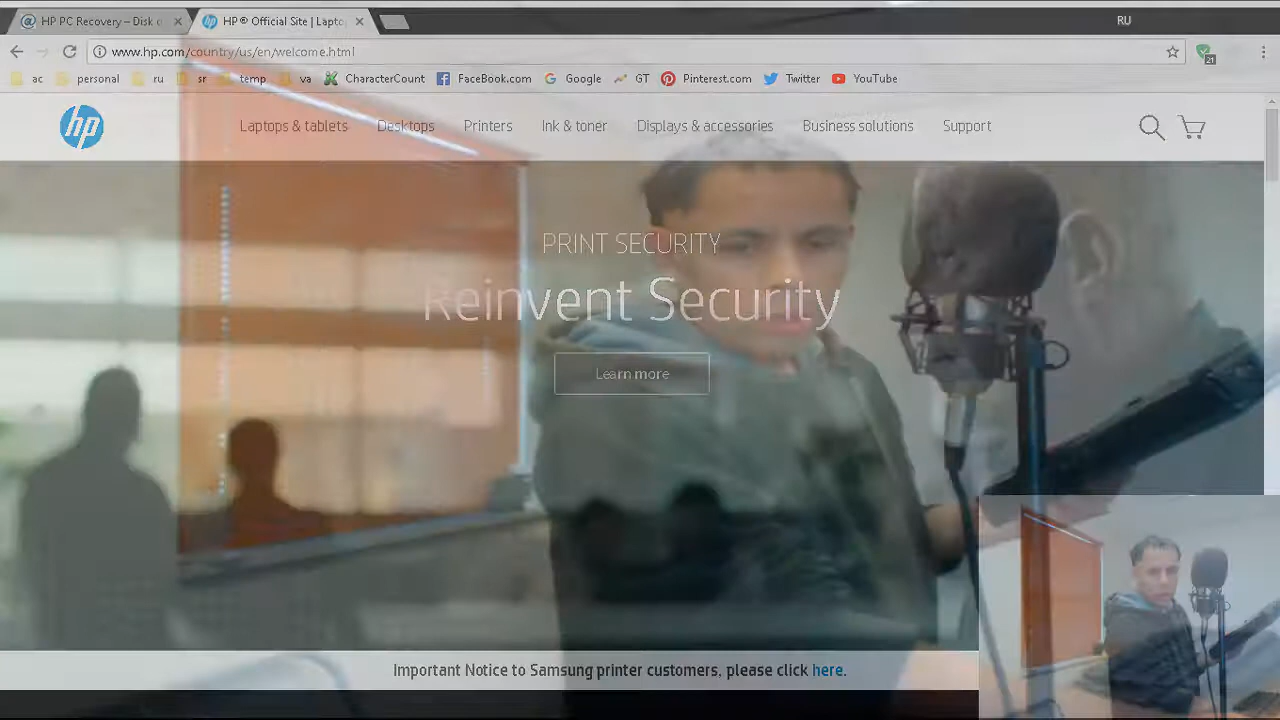 HP PC Recovery – Disk
HP® Official Site | Lapto
RU
www.hp.com/country/us/en/welcome.html
21
ac
personal
ru
sr
temp
va
CharacterCount
FaceBook.com
Google
GT
Pinterest.com
Twitter
YouTube
hp
Laptops & tablets
Desktops
Printers
Ink & toner
Displays & accessories
Business solutions
Support
PRINT SECURITY
Reinvent Security
Learn more
Important Notice to Samsung printer customers, please click here.